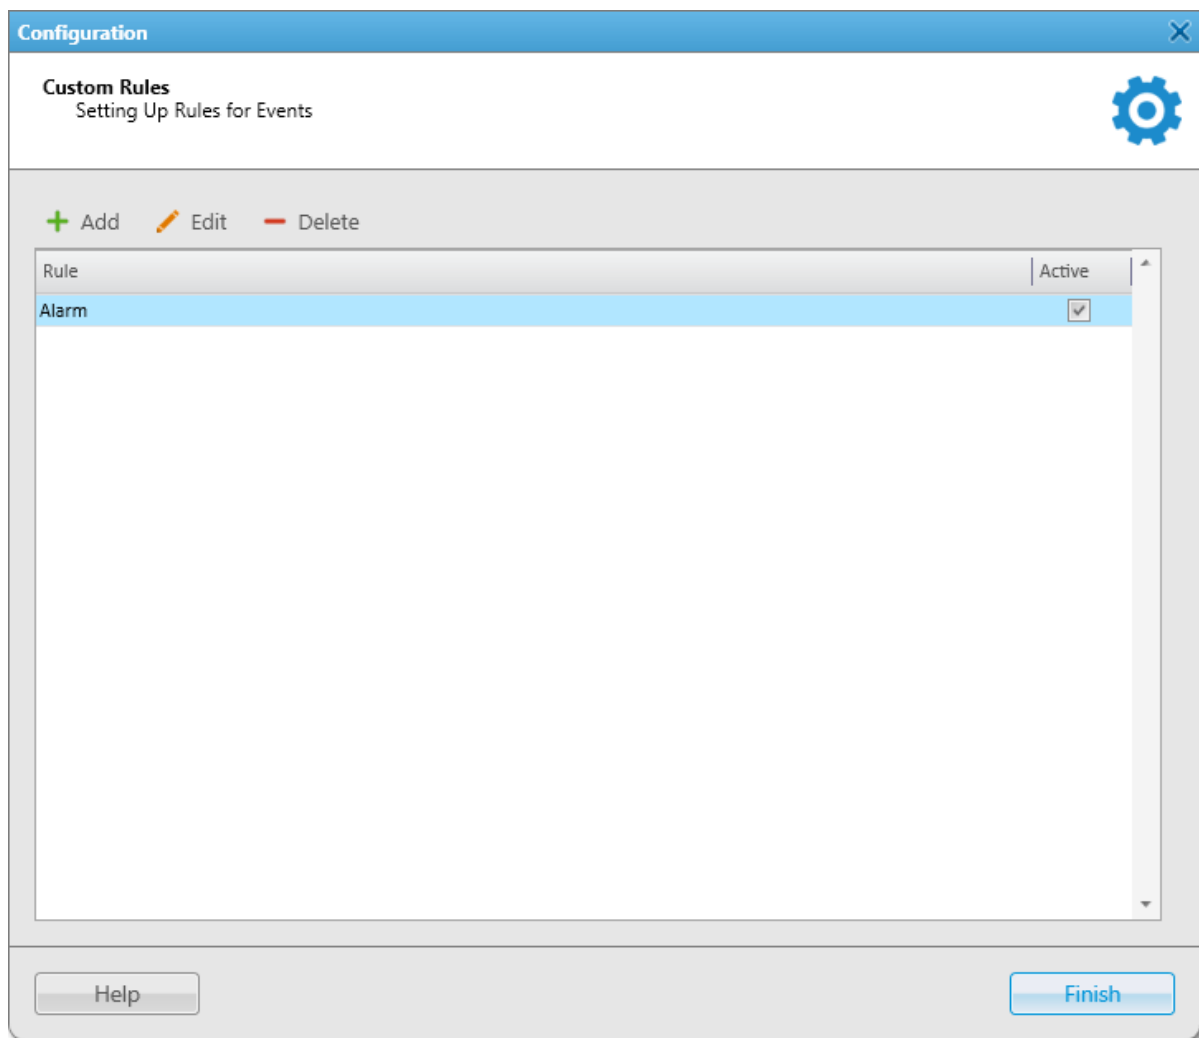 Configuration
Custom Rules
Setting Up Rules for Events
Add Edit Delete
Rule Active
Alarm
Help Finish